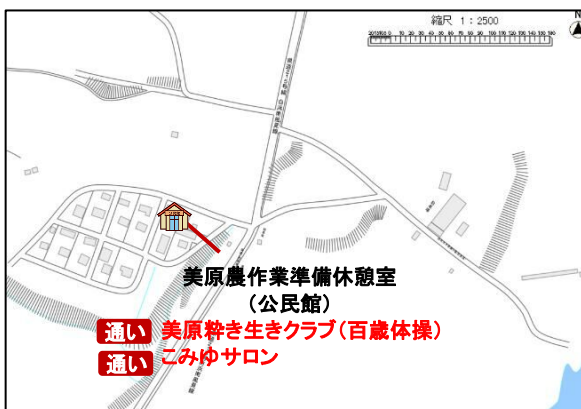 縮尺 1:2500
N
美原農作業準備休憩室
(公民館)
通い 美原粋き生きクラブ(百歳体操)
通い こみゆサロン